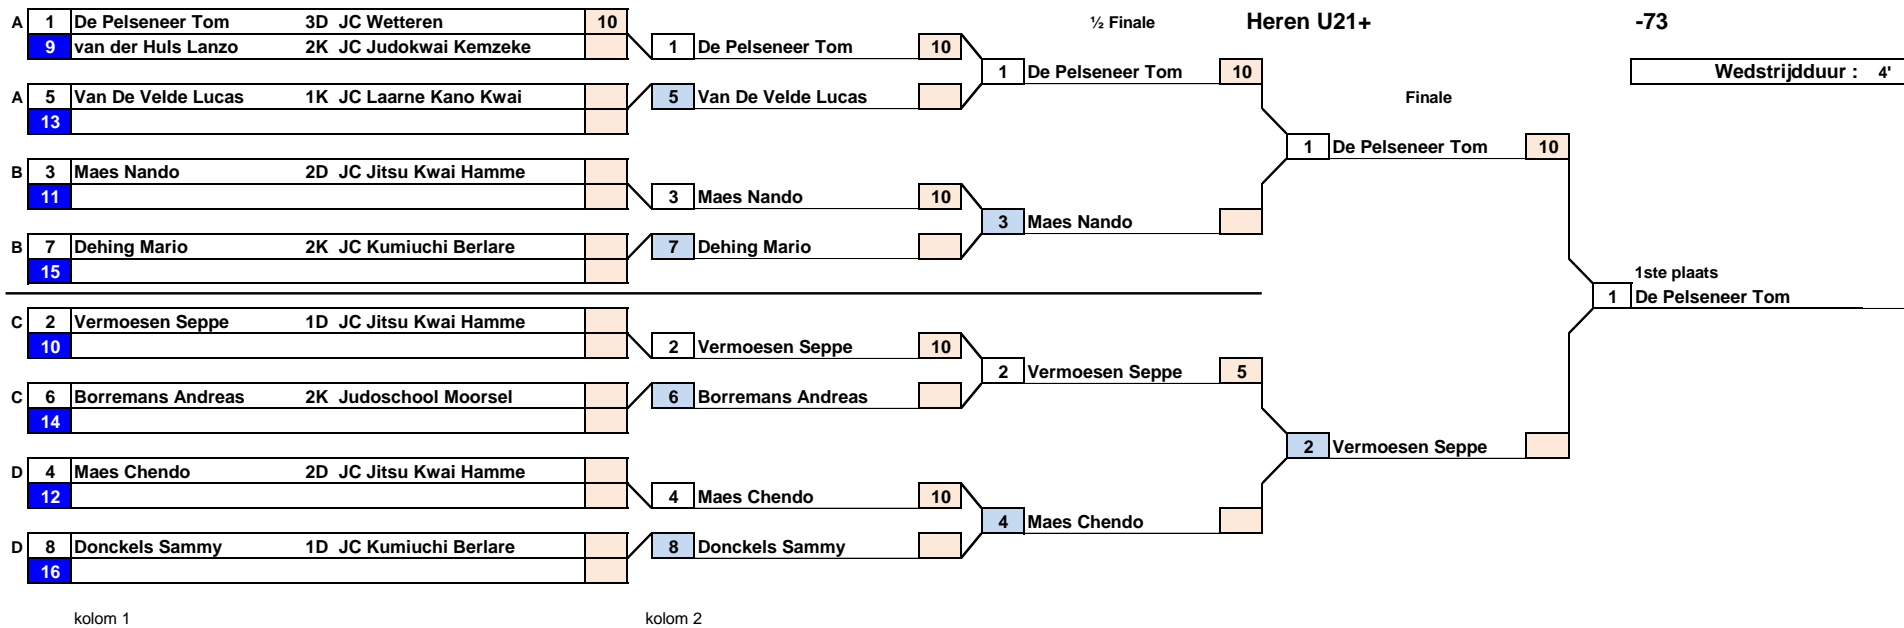 ½ Finale Heren U21+ -73
A 1 De Pelseneer Tom 3D JC Wetteren 10
9 van der Huls Lanzo 2K JC Judokwai Kemzeke
1 De Pelseneer Tom 10
1 De Pelseneer Tom 10
Wedstrijdduur : 4'
A 5 Van De Velde Lucas 1K JC Laarne Kano Kwai
5 Van De Velde Lucas
Finale
13
1 De Pelseneer Tom 10
B 3 Maes Nando 2D JC Jitsu Kwai Hamme
11
3 Maes Nando 10
3 Maes Nando
B 7 Dehing Mario 2K JC Kumiuchi Berlare
7 Dehing Mario
15
1ste plaats
1 De Pelseneer Tom
C 2 Vermoesen Seppe 1D JC Jitsu Kwai Hamme
10
2 Vermoesen Seppe 10
2 Vermoesen Seppe 5
C 6 Borremans Andreas 2K Judoschool Moorsel
6 Borremans Andreas
14
2 Vermoesen Seppe
D 4 Maes Chendo 2D JC Jitsu Kwai Hamme
12
4 Maes Chendo 10
4 Maes Chendo
D 8 Donckels Sammy 1D JC Kumiuchi Berlare
8 Donckels Sammy
16
kolom 1 kolom 2